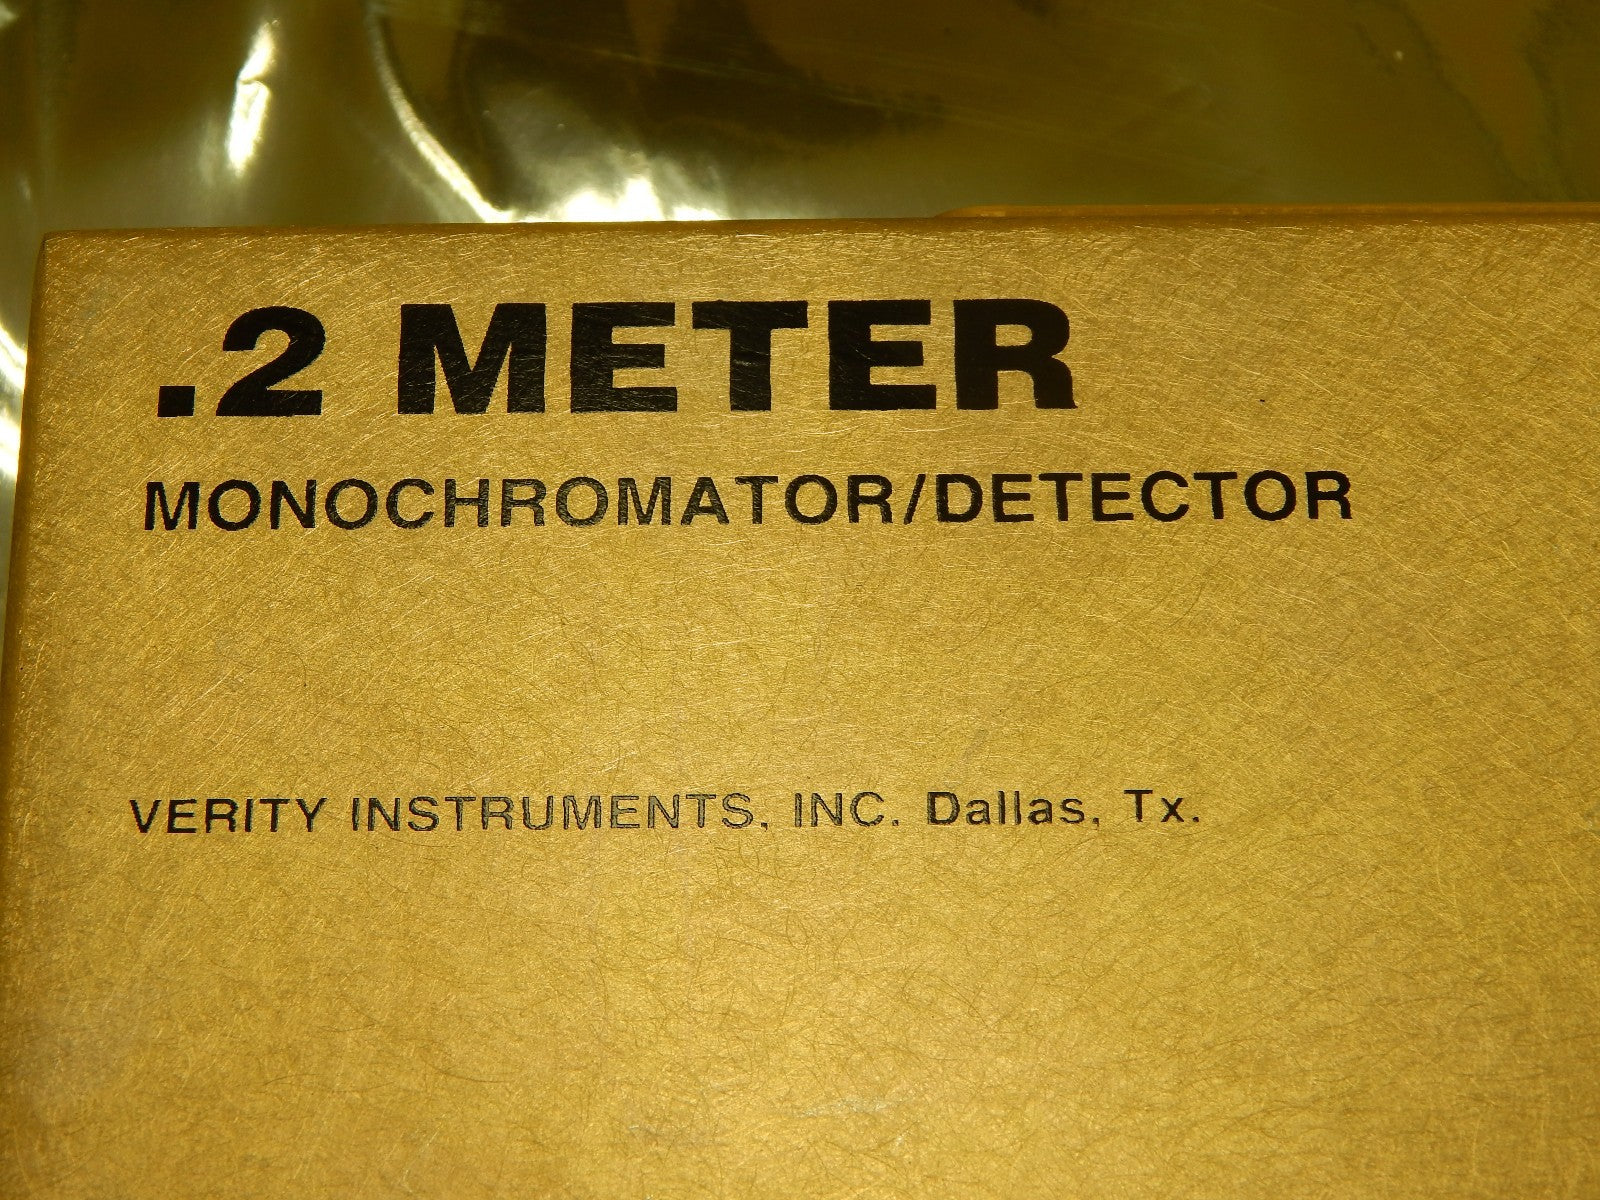 .2 METER
MONOCHROMATOR/DETECTOR
VERITY INSTRUMENTS, INC. Dallas, Tx.